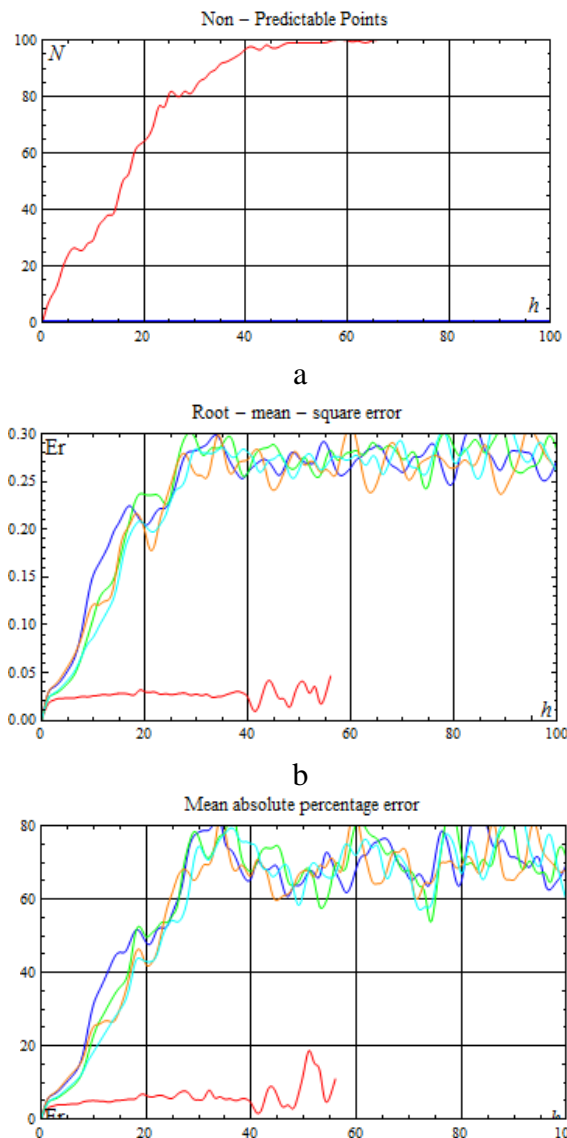 Non – Predictable Points
N
100
80
60
40
20
0
h
0 20 40 60 80 100
a
Root – mean – square error
Er
0.30
0.25
0.20
0.15
0.10
0.05
0.00
h
0 20 40 60 80 100
b
Mean absolute percentage error
80
60
40
20
0
Er
0 20 40 60 80 100